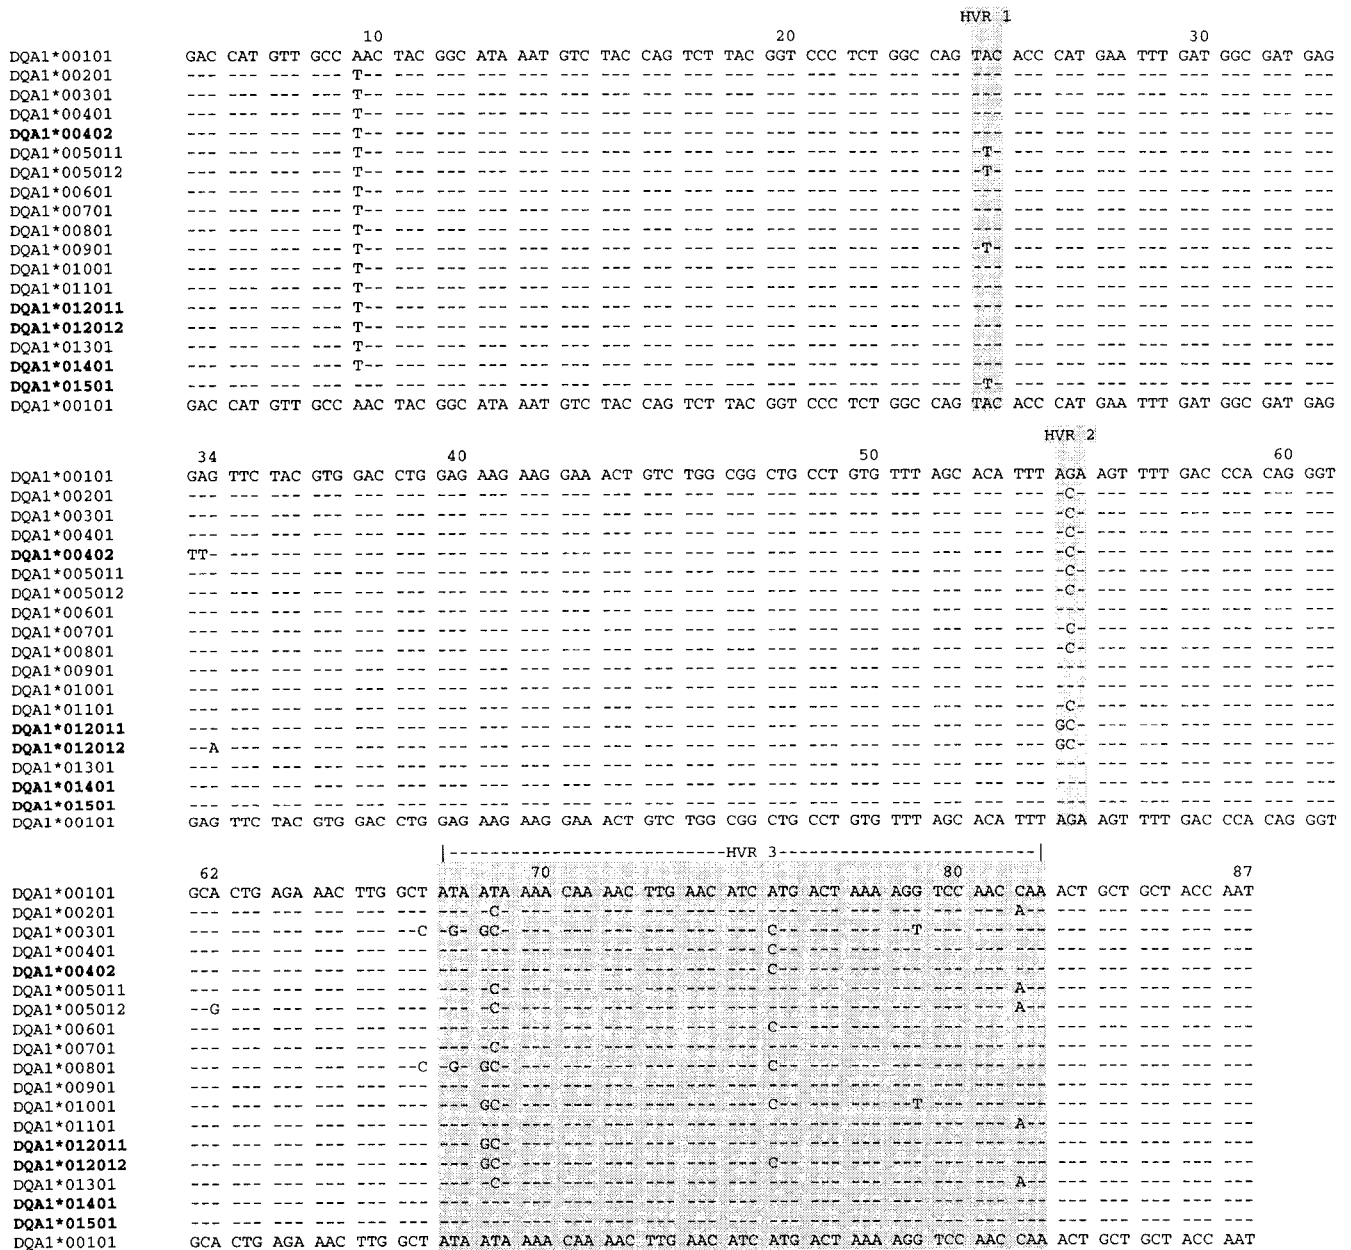 HVR 1
10 20 30
DQA1*00101 GAC CAT GTT GCC AAC TAC GGC ATA AAT GTC TAC CAG TCT TAC GGT CCC TCT GGC CAG TAC ACC CAT GAA TTT GAT GGC GAT GAG
DQA1*00201 --- --- --- --- T-- --- --- --- --- --- --- --- --- --- --- --- --- --- --- --- --- --- --- --- --- --- --- ---
DQA1*00301 --- --- --- --- T-- --- --- --- --- --- --- --- --- --- --- --- --- --- --- --- --- --- --- --- --- --- --- ---
DQA1*00401 --- --- --- --- T-- --- --- --- --- --- --- --- --- --- --- --- --- --- --- --- --- --- --- --- --- --- --- ---
DQA1*00402 --- --- --- --- T-- --- --- --- --- --- --- --- --- --- --- --- --- --- --- --- --- --- --- --- --- --- --- ---
DQA1*005011 --- --- --- --- T-- --- --- --- --- --- --- --- --- --- --- --- --- --- --- -T- --- --- --- --- --- --- --- ---
DQA1*005012 --- --- --- --- T-- --- --- --- --- --- --- --- --- --- --- --- --- --- --- -T- --- --- --- --- --- --- --- ---
DQA1*00601 --- --- --- --- T-- --- --- --- --- --- --- --- --- --- --- --- --- --- --- --- --- --- --- --- --- --- --- ---
DQA1*00701 --- --- --- --- T-- --- --- --- --- --- --- --- --- --- --- --- --- --- --- --- --- --- --- --- --- --- --- ---
DQA1*00801 --- --- --- --- T-- --- --- --- --- --- --- --- --- --- --- --- --- --- --- --- --- --- --- --- --- --- --- ---
DQA1*00901 --- --- --- --- T-- --- --- --- --- --- --- --- --- --- --- --- --- --- --- -T- --- --- --- --- --- --- --- ---
DQA1*01001 --- --- --- --- T-- --- --- --- --- --- --- --- --- --- --- --- --- --- --- --- --- --- --- --- --- --- --- ---
DQA1*01101 --- --- --- --- T-- --- --- --- --- --- --- --- --- --- --- --- --- --- --- --- --- --- --- --- --- --- --- ---
DQA1*012011 --- --- --- --- T-- --- --- --- --- --- --- --- --- --- --- --- --- --- --- --- --- --- --- --- --- --- --- ---
DQA1*012012 --- --- --- --- T-- --- --- --- --- --- --- --- --- --- --- --- --- --- --- --- --- --- --- --- --- --- --- ---
DQA1*01301 --- --- --- --- T-- --- --- --- --- --- --- --- --- --- --- --- --- --- --- --- --- --- --- --- --- --- --- ---
DQA1*01401 --- --- --- --- T-- --- --- --- --- --- --- --- --- --- --- --- --- --- --- --- --- --- --- --- --- --- --- ---
DQA1*01501 --- --- --- --- --- --- --- --- --- --- --- --- --- --- --- --- --- --- --- -T- --- --- --- --- --- --- --- ---
DQA1*00101 GAC CAT GTT GCC AAC TAC GGC ATA AAT GTC TAC CAG TCT TAC GGT CCC TCT GGC CAG TAC ACC CAT GAA TTT GAT GGC GAT GAG
HVR 2
34 40 50 60
DQA1*00101 GAG TTC TAC GTG GAC CTG GAG AAG AAG GAA ACT GTC TGG CGG CTG CCT GTG TTT AGC ACA TTT AGA AGT TTT GAC CCA CAG GGT
DQA1*00201 --- --- --- --- --- --- --- --- --- --- --- --- --- --- --- --- --- --- --- --- --- -C- --- --- --- --- --- ---
DQA1*00301 --- --- --- --- --- --- --- --- --- --- --- --- --- --- --- --- --- --- --- --- --- -C- --- --- --- --- --- ---
DQA1*00401 --- --- --- --- --- --- --- --- --- --- --- --- --- --- --- --- --- --- --- --- --- -C- --- --- --- --- --- ---
DQA1*00402 TT- --- --- --- --- --- --- --- --- --- --- --- --- --- --- --- --- --- --- --- --- -C- --- --- --- --- --- ---
DQA1*005011 --- --- --- --- --- --- --- --- --- --- --- --- --- --- --- --- --- --- --- --- --- -C- --- --- --- --- --- ---
DQA1*005012 --- --- --- --- --- --- --- --- --- --- --- --- --- --- --- --- --- --- --- --- --- -C- --- --- --- --- --- ---
DQA1*00601 --- --- --- --- --- --- --- --- --- --- --- --- --- --- --- --- --- --- --- --- --- --- --- --- --- --- --- ---
DQA1*00701 --- --- --- --- --- --- --- --- --- --- --- --- --- --- --- --- --- --- --- --- --- -C- --- --- --- --- --- ---
DQA1*00801 --- --- --- --- --- --- --- --- --- --- --- --- --- --- --- --- --- --- --- --- --- -C- --- --- --- --- --- ---
DQA1*00901 --- --- --- --- --- --- --- --- --- --- --- --- --- --- --- --- --- --- --- --- --- --- --- --- --- --- --- ---
DQA1*01001 --- --- --- --- --- --- --- --- --- --- --- --- --- --- --- --- --- --- --- --- --- --- --- --- --- --- --- ---
DQA1*01101 --- --- --- --- --- --- --- --- --- --- --- --- --- --- --- --- --- --- --- --- --- -C- --- --- --- --- --- ---
DQA1*012011 --- --- --- --- --- --- --- --- --- --- --- --- --- --- --- --- --- --- --- --- --- GC- --- --- --- --- --- ---
DQA1*012012 --A --- --- --- --- --- --- --- --- --- --- --- --- --- --- --- --- --- --- --- --- GC- --- --- --- --- --- ---
DQA1*01301 --- --- --- --- --- --- --- --- --- --- --- --- --- --- --- --- --- --- --- --- --- --- --- --- --- --- --- ---
DQA1*01401 --- --- --- --- --- --- --- --- --- --- --- --- --- --- --- --- --- --- --- --- --- --- --- --- --- --- --- ---
DQA1*01501 --- --- --- --- --- --- --- --- --- --- --- --- --- --- --- --- --- --- --- --- --- --- --- --- --- --- --- ---
DQA1*00101 GAG TTC TAC GTG GAC CTG GAG AAG AAG GAA ACT GTC TGG CGG CTG CCT GTG TTT AGC ACA TTT AGA AGT TTT GAC CCA CAG GGT
|-----------------------HVR 3----------------------|
62 70 80 87
DQA1*00101 GCA CTG AGA AAC TTG GCT ATA ATA AAA CAA AAC TTG AAC ATC ATG ACT AAA AGG TCC AAC CAA ACT GCT GCT ACC AAT
DQA1*00201 --- --- --- --- --- --- --- -C- --- --- --- --- --- --- --- --- --- --- --- --- A-- --- --- --- --- ---
DQA1*00301 --- --- --- --- --- --C -G- GC- --- --- --- --- --- --- C-- --- --- -T- --- --- --- --- --- --- --- ---
DQA1*00401 --- --- --- --- --- --- --- --- --- --- --- --- --- --- C-- --- --- --- --- --- --- --- --- --- --- ---
DQA1*00402 --- --- --- --- --- --- --- --- --- --- --- --- --- --- C-- --- --- --- --- --- --- --- --- --- --- ---
DQA1*005011 --- --- --- --- --- --- --- -C- --- --- --- --- --- --- --- --- --- --- --- --- A-- --- --- --- --- ---
DQA1*005012 --G --- --- --- --- --- --- -C- --- --- --- --- --- --- --- --- --- --- --- --- A-- --- --- --- --- ---
DQA1*00601 --- --- --- --- --- --- --- --- --- --- --- --- --- --- C-- --- --- --- --- --- --- --- --- --- --- ---
DQA1*00701 --- --- --- --- --- --- --- -C- --- --- --- --- --- --- --- --- --- --- --- --- --- --- --- --- --- ---
DQA1*00801 --- --- --- --- --- --C -G- GC- --- --- --- --- --- --- C-- --- --- --- --- --- --- --- --- --- --- ---
DQA1*00901 --- --- --- --- --- --- --- --- --- --- --- --- --- --- --- --- --- --- --- --- --- --- --- --- --- ---
DQA1*01001 --- --- --- --- --- --- --- GC- --- --- --- --- --- --- C-- --- --- -T- --- --- --- --- --- --- --- ---
DQA1*01101 --- --- --- --- --- --- --- --- --- --- --- --- --- --- --- --- --- --- --- --- A-- --- --- --- --- ---
DQA1*012011 --- --- --- --- --- --- --- GC- --- --- --- --- --- --- --- --- --- --- --- --- --- --- --- --- --- ---
DQA1*012012 --- --- --- --- --- --- --- GC- --- --- --- --- --- --- C-- --- --- --- --- --- --- --- --- --- --- ---
DQA1*01301 --- --- --- --- --- --- --- -C- --- --- --- --- --- --- --- --- --- --- --- --- A-- --- --- --- --- ---
DQA1*01401 --- --- --- --- --- --- --- --- --- --- --- --- --- --- --- --- --- --- --- --- --- --- --- --- --- ---
DQA1*01501 --- --- --- --- --- --- --- --- --- --- --- --- --- --- --- --- --- --- --- --- --- --- --- --- --- ---
DQA1*00101 GCA CTG AGA AAC TTG GCT ATA ATA AAA CAA AAC TTG AAC ATC ATG ACT AAA AGG TCC AAC CAA ACT GCT GCT ACC AAT